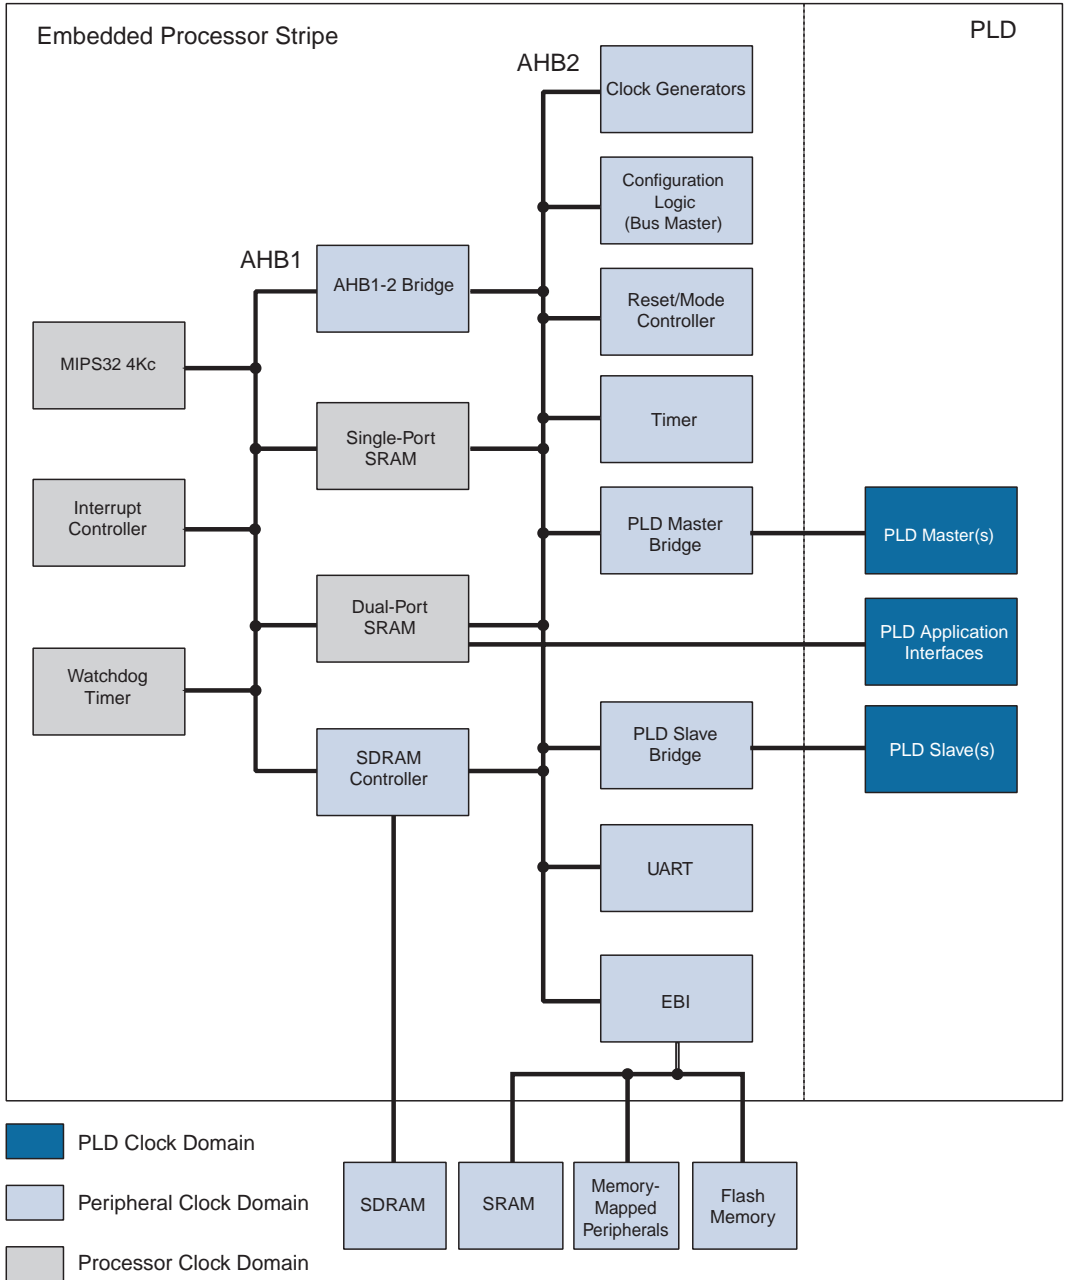 Embedded Processor Stripe
PLD
AHB2
Clock Generators
Configuration
Logic
(Bus Master)
AHB1
AHB1-2 Bridge
Reset/Mode
Controller
MIPS32 4Kc
Timer
Single-Port
SRAM
Interrupt
Controller
PLD Master
Bridge
PLD Master(s)
Dual-Port
SRAM
PLD Application
Interfaces
Watchdog
Timer
SDRAM
Controller
PLD Slave
Bridge
PLD Slave(s)
UART
EBI
PLD Clock Domain
Peripheral Clock Domain
Processor Clock Domain
SDRAM
SRAM
Memory-
Mapped
Peripherals
Flash
Memory